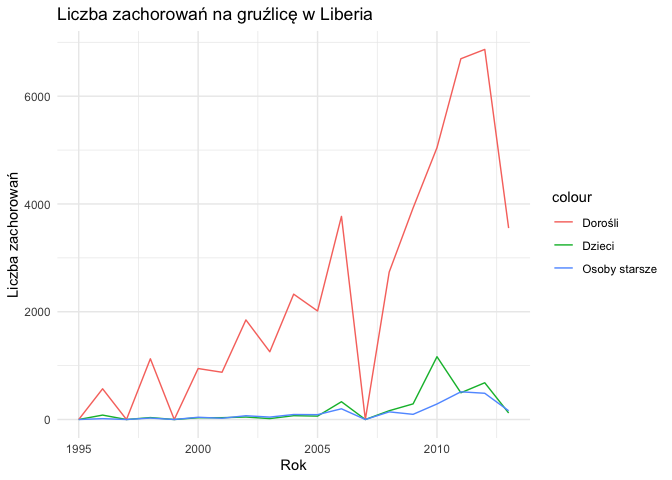 Liczba zachorowań na gruźlicę w Liberia
Liczba zachorowań
6000
4000
2000
0
1995
2000
2005
2010
Rok
colour
Dorośli
Dzieci
Osoby starsze